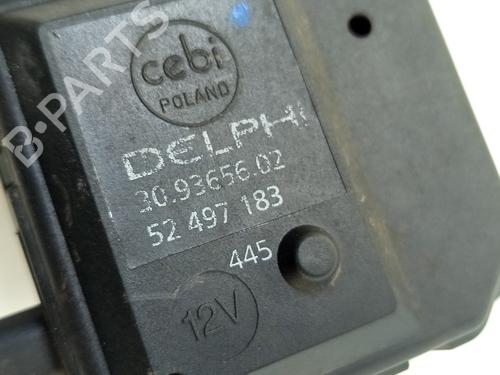 cebi
POLAND
DELPHI
30.93656.02
52 497 183
445
12V
B-PARTS